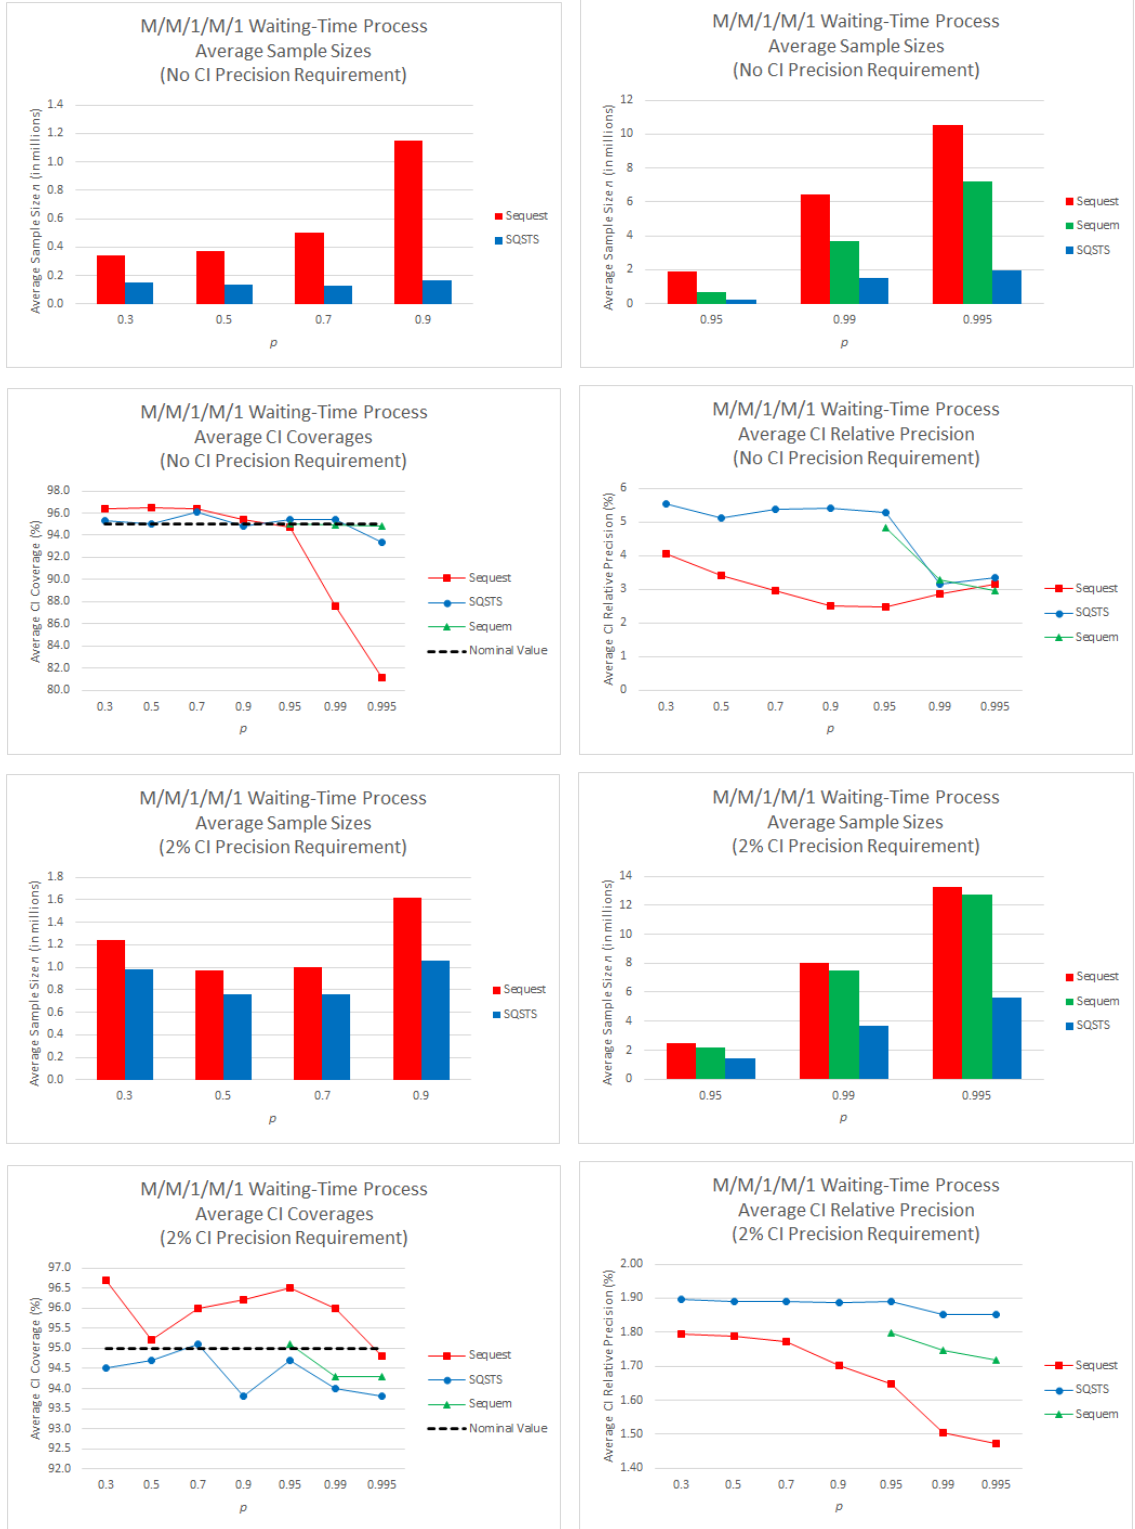 M/M/1/M/1 Waiting-Time Process
Average Sample Sizes
(No CI Precision Requirement)
Average Sample Size n (in millions)
1.4
1.2
1.0
0.8
0.6
0.4
0.2
0.0
0.3 0.5 0.7 0.9
p
Sequest
SQSTS
M/M/1/M/1 Waiting-Time Process
Average Sample Sizes
(No CI Precision Requirement)
Average Sample Size n (in millions)
12
10
8
6
4
2
0
0.95 0.99 0.995
p
Sequest
Sequem
SQSTS
M/M/1/M/1 Waiting-Time Process
Average CI Coverages
(No CI Precision Requirement)
Average CI Coverage (%)
98.0
96.0
94.0
92.0
90.0
88.0
86.0
84.0
82.0
80.0
0.3 0.5 0.7 0.9 0.95 0.99 0.995
p
Sequest
SQSTS
Sequem
Nominal Value
M/M/1/M/1 Waiting-Time Process
Average CI Relative Precision
(No CI Precision Requirement)
Average CI Relative Precision (%)
6
5
4
3
2
1
0
0.3 0.5 0.7 0.9 0.95 0.99 0.995
p
Sequest
SQSTS
Sequem
M/M/1/M/1 Waiting-Time Process
Average Sample Sizes
(2% CI Precision Requirement)
Average Sample Size n (in millions)
1.8
1.6
1.4
1.2
1.0
0.8
0.6
0.4
0.2
0.0
0.3 0.5 0.7 0.9
p
Sequest
SQSTS
M/M/1/M/1 Waiting-Time Process
Average Sample Sizes
(2% CI Precision Requirement)
Average Sample Size n (in millions)
14
12
10
8
6
4
2
0
0.95 0.99 0.995
p
Sequest
Sequem
SQSTS
M/M/1/M/1 Waiting-Time Process
Average CI Coverages
(2% CI Precision Requirement)
Average CI Coverage (%)
97.0
96.5
96.0
95.5
95.0
94.5
94.0
93.5
93.0
92.5
92.0
0.3 0.5 0.7 0.9 0.95 0.99 0.995
p
Sequest
SQSTS
Sequem
Nominal Value
M/M/1/M/1 Waiting-Time Process
Average CI Relative Precision
(2% CI Precision Requirement)
Average CI Relative Precision (%)
2.00
1.90
1.80
1.70
1.60
1.50
1.40
0.3 0.5 0.7 0.9 0.95 0.99 0.995
p
Sequest
SQSTS
Sequem